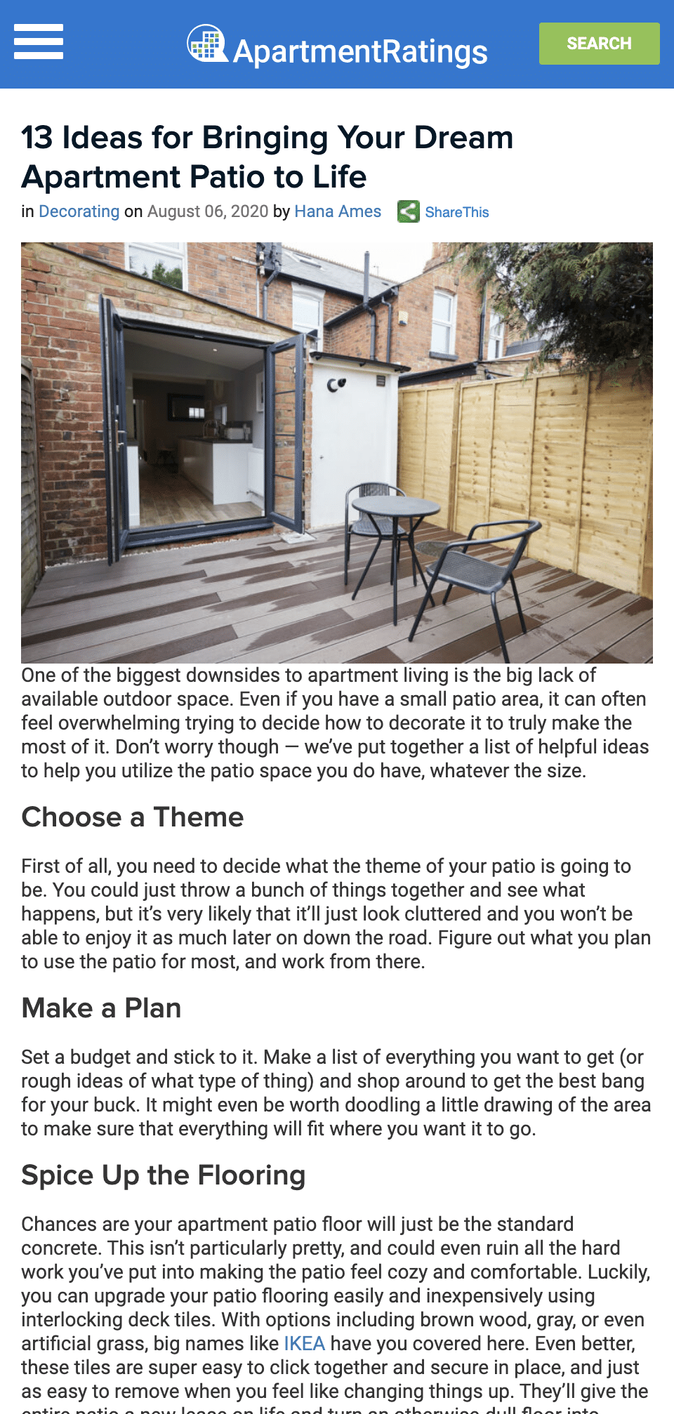 ApartmentRatings
SEARCH
13 Ideas for Bringing Your Dream
Apartment Patio to Life
in Decorating on August 06, 2020 by Hana Ames ShareThis
One of the biggest downsides to apartment living is the big lack of
available outdoor space. Even if you have a small patio area, it can often
feel overwhelming trying to decide how to decorate it to truly make the
most of it. Don’t worry though — we’ve put together a list of helpful ideas
to help you utilize the patio space you do have, whatever the size.
Choose a Theme
First of all, you need to decide what the theme of your patio is going to
be. You could just throw a bunch of things together and see what
happens, but it’s very likely that it’ll just look cluttered and you won’t be
able to enjoy it as much later on down the road. Figure out what you plan
to use the patio for most, and work from there.
Make a Plan
Set a budget and stick to it. Make a list of everything you want to get (or
rough ideas of what type of thing) and shop around to get the best bang
for your buck. It might even be worth doodling a little drawing of the area
to make sure that everything will fit where you want it to go.
Spice Up the Flooring
Chances are your apartment patio floor will just be the standard
concrete. This isn’t particularly pretty, and could even ruin all the hard
work you’ve put into making the patio feel cozy and comfortable. Luckily,
you can upgrade your patio flooring easily and inexpensively using
interlocking deck tiles. With options including brown wood, gray, or even
artificial grass, big names like IKEA have you covered here. Even better,
these tiles are super easy to click together and secure in place, and just
as easy to remove when you feel like changing things up. They’ll give the
entire patio a new lease on life and turn an otherwise dull floor into